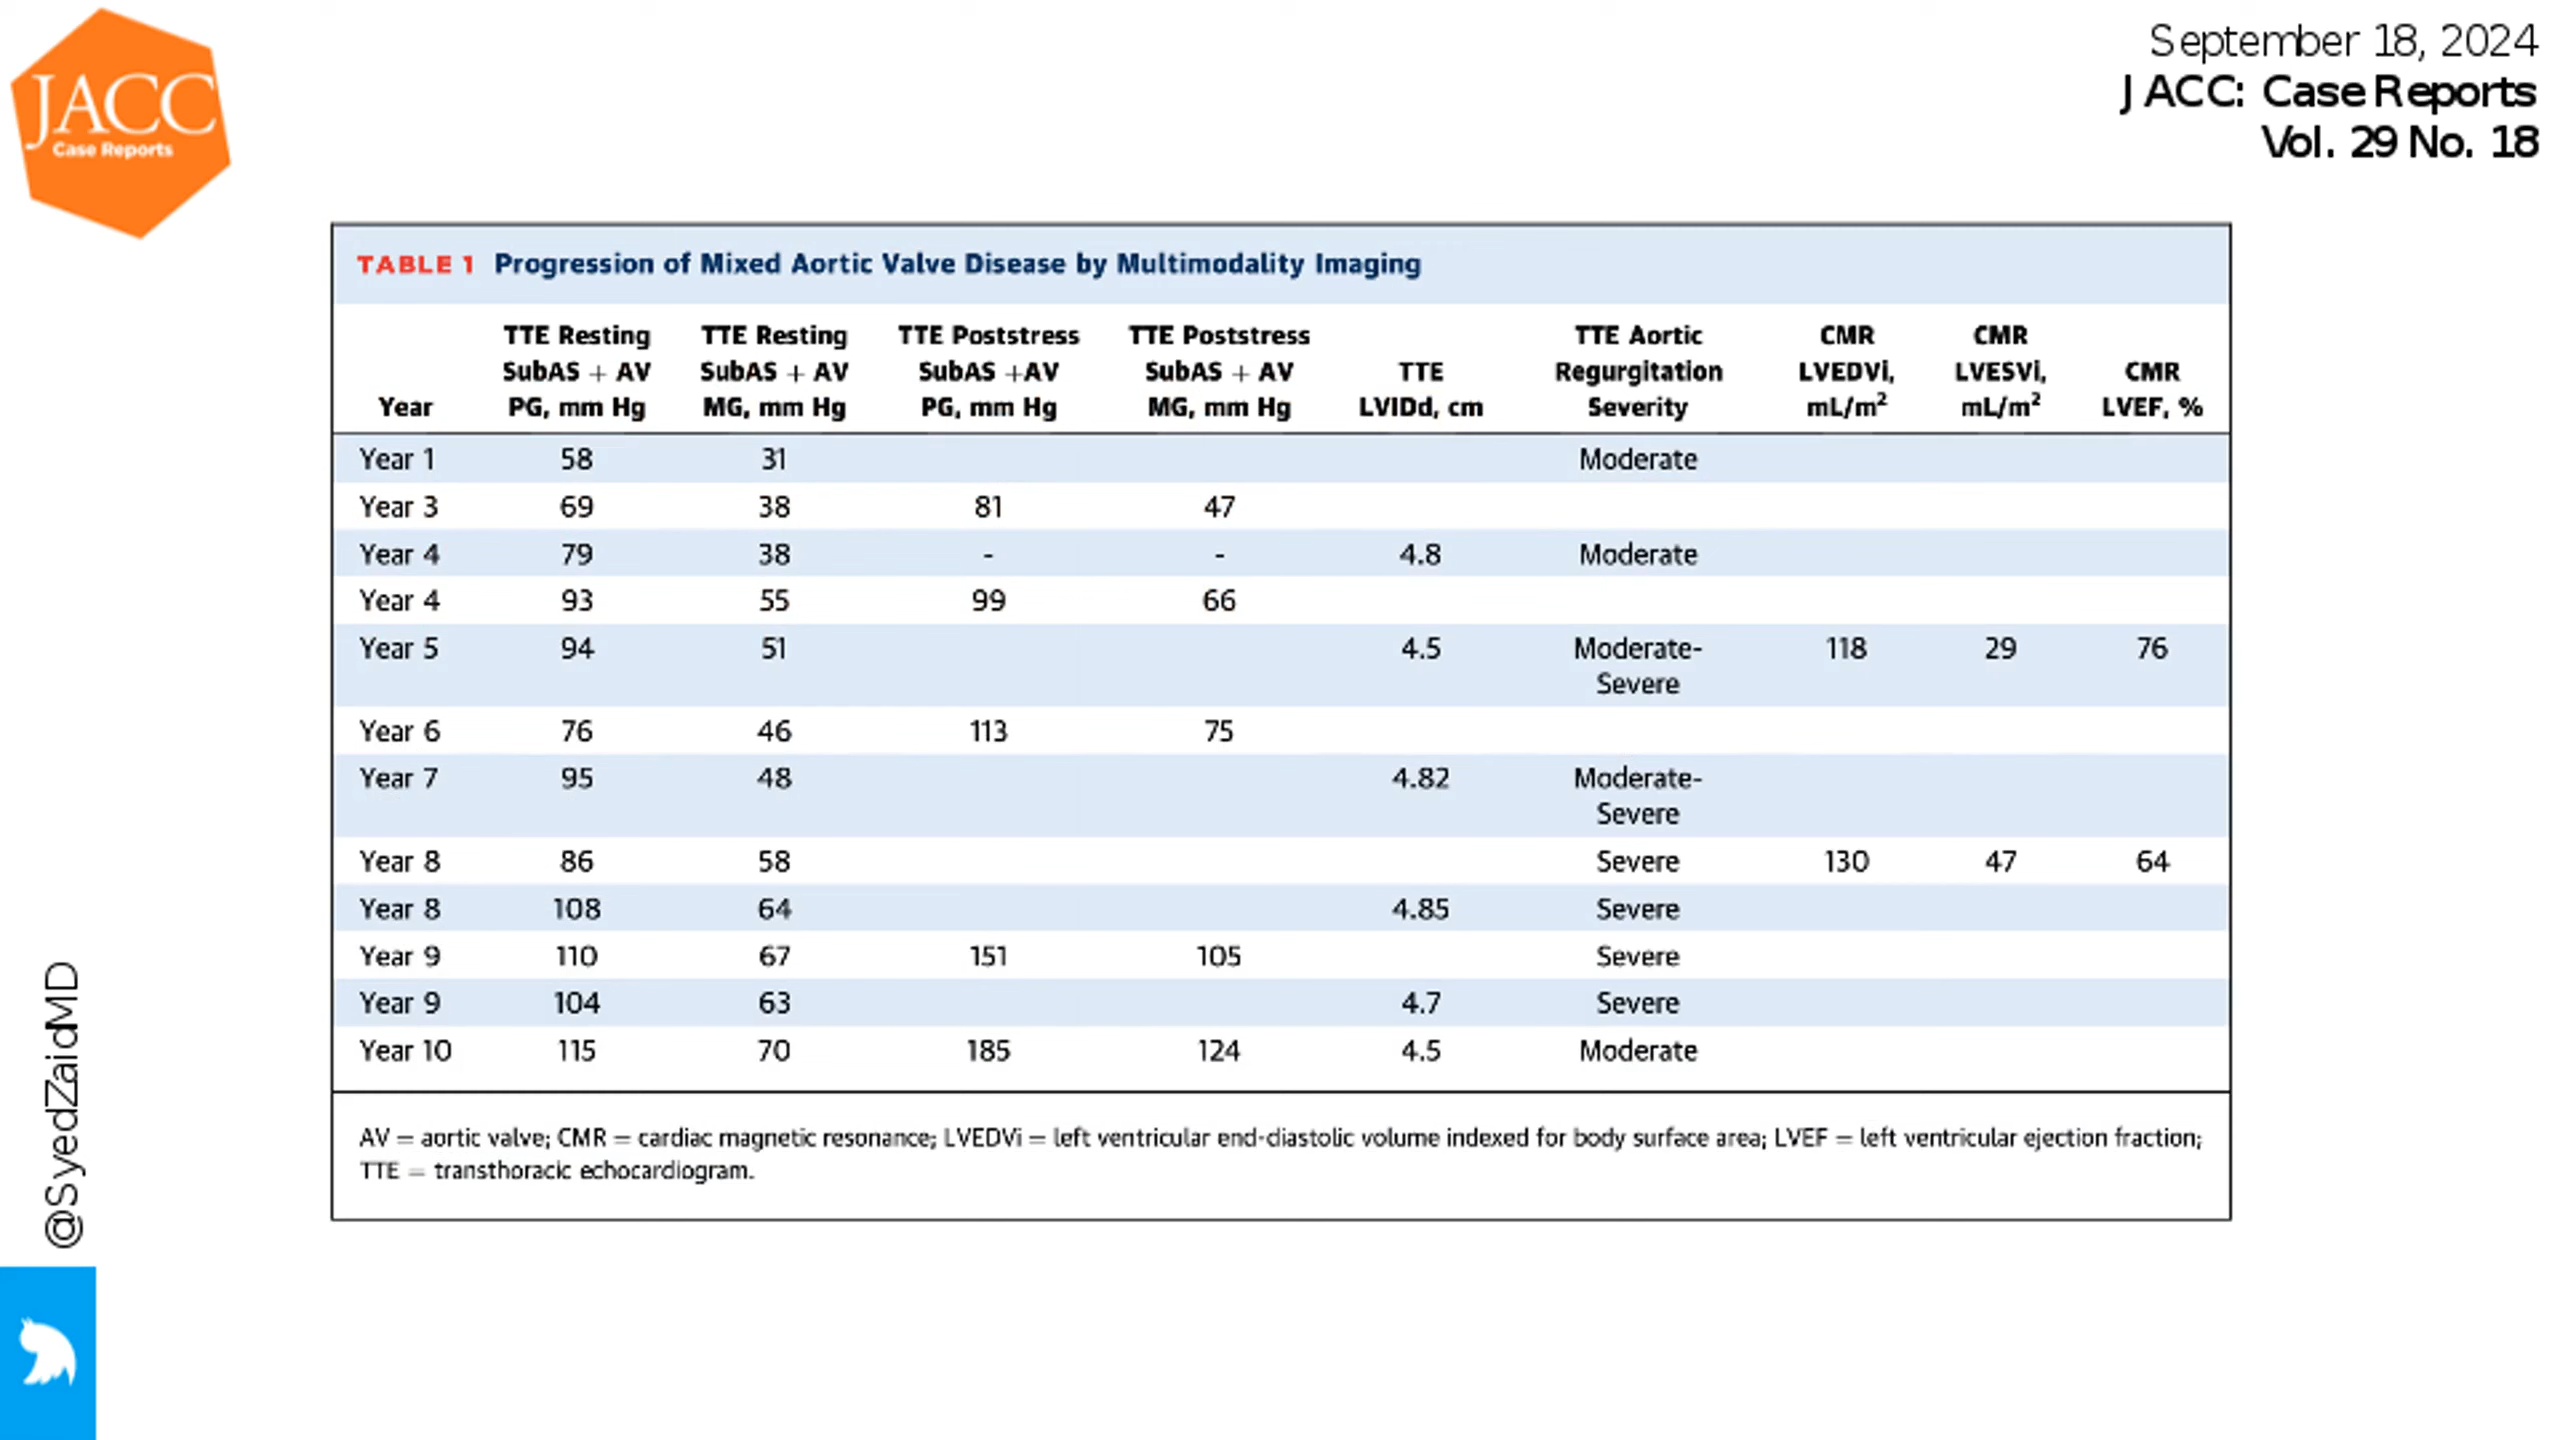 JACC
Case Reports
September 18, 2024
JACC: Case Reports
Vol. 29 No. 18
TABLE 1 Progression of Mixed Aortic Valve Disease by Multimodality Imaging
Year TTE Resting SubAS + AV PG, mm Hg TTE Resting SubAS + AV MG, mm Hg TTE Poststress SubAS +AV PG, mm Hg TTE Poststress SubAS + AV MG, mm Hg TTE LVIDd, cm TTE Aortic Regurgitation Severity CMR LVEDVi, mL/m² CMR LVESVi, mL/m² CMR LVEF, %
Year 1 58 31 Moderate
Year 3 69 38 81 47
Year 4 79 38 - - 4.8 Moderate
Year 4 93 55 99 66
Year 5 94 51 4.5 Moderate-Severe 118 29 76
Year 6 76 46 113 75
Year 7 95 48 4.82 Moderate-Severe
Year 8 86 58 Severe 130 47 64
Year 8 108 64 4.85 Severe
Year 9 110 67 151 105 Severe
Year 9 104 63 4.7 Severe
Year 10 115 70 185 124 4.5 Moderate
AV = aortic valve; CMR = cardiac magnetic resonance; LVEDVi = left ventricular end-diastolic volume indexed for body surface area; LVEF = left ventricular ejection fraction;
TTE = transthoracic echocardiogram.
@SyedZaidMD